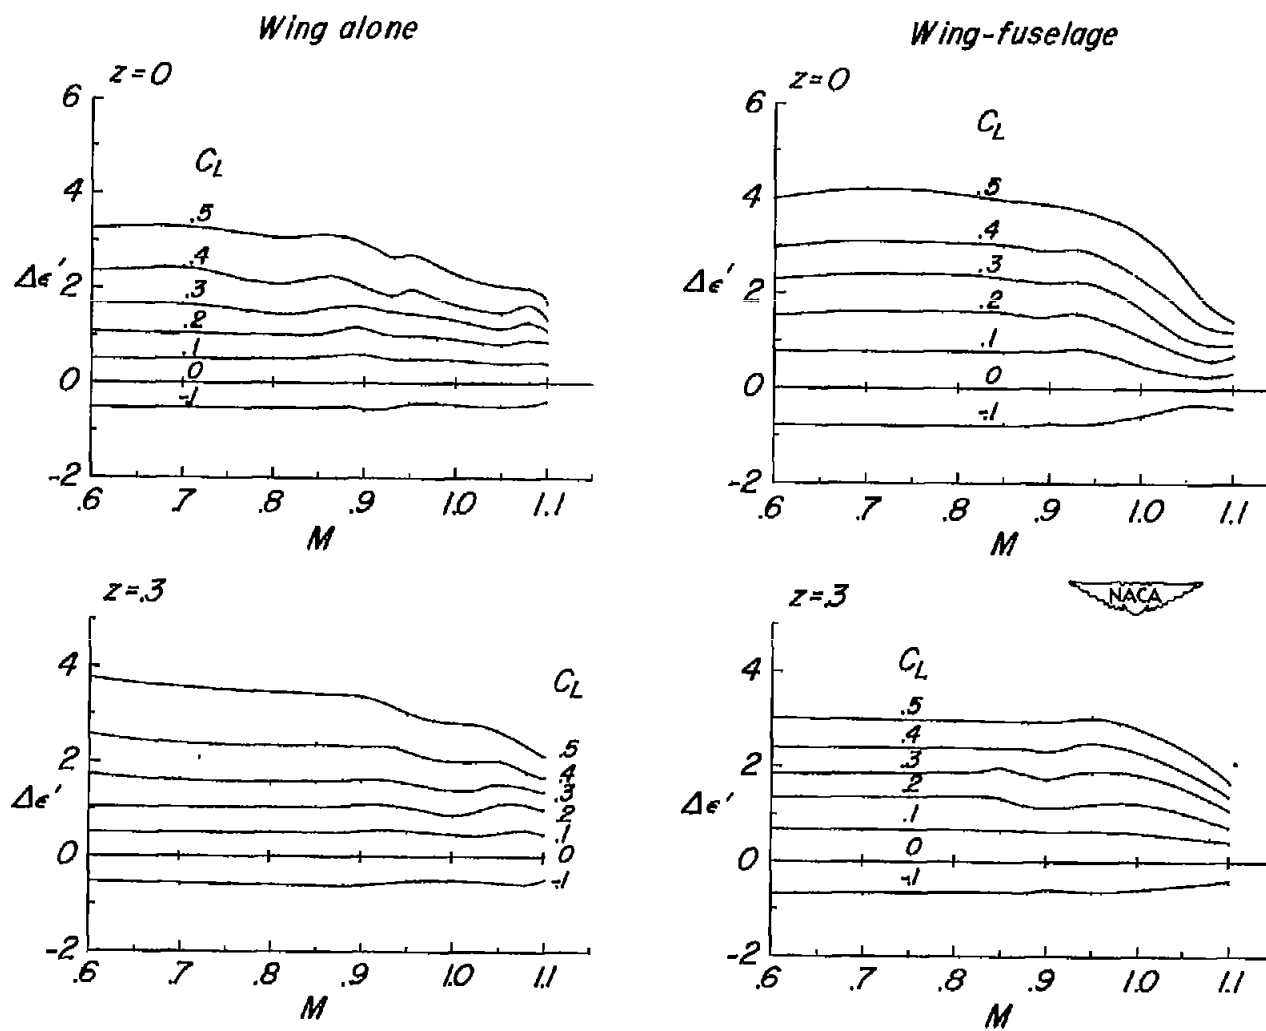 Wing alone
Wing-fuselage
z=0
6
4
2
0
-2
Δϵ'
C_L
.5
.4
.3
.2
.1
0
-.1
.6 .7 .8 .9 1.0 1.1
M
z=0
6
4
2
0
-2
Δϵ'
C_L
.5
.4
.3
.2
.1
0
-.1
.6 .7 .8 .9 1.0 1.1
M
z=.3
4
2
0
-2
Δϵ'
C_L
.5
.4
.3
.2
.1
0
-.1
.6 .7 .8 .9 1.0 1.1
M
z=.3
NACA
4
2
0
-2
Δϵ'
C_L
.5
.4
.3
.2
.1
0
-.1
.6 .7 .8 .9 1.0 1.1
M